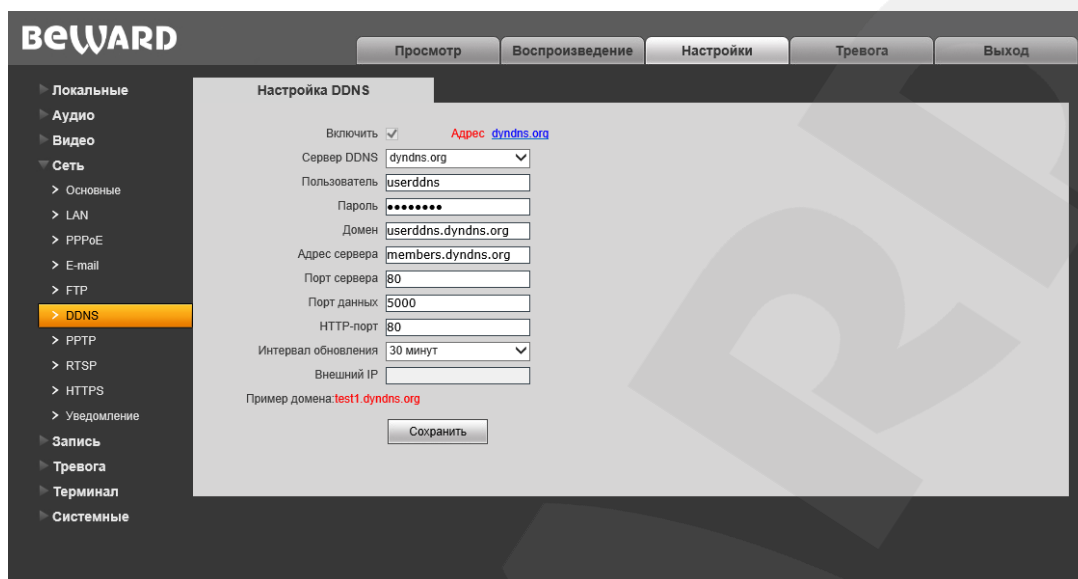 BEWARD
Просмотр Воспроизведение Настройки Тревога Выход
Локальные
Аудио
Видео
Сеть
> Основные
> LAN
> PPPoE
> E-mail
> FTP
> DDNS
> PPTP
> RTSP
> HTTPS
> Уведомление
Запись
Тревога
Терминал
Системные
Настройка DDNS
Включить Адрес dyndns.org
Сервер DDNS dyndns.org
Пользователь userddns
Пароль ••••••••
Домен userddns.dyndns.org
Адрес сервера members.dyndns.org
Порт сервера 80
Порт данных 5000
HTTP-порт 80
Интервал обновления 30 минут
Внешний IP
Пример домена:test1.dyndns.org
Сохранить